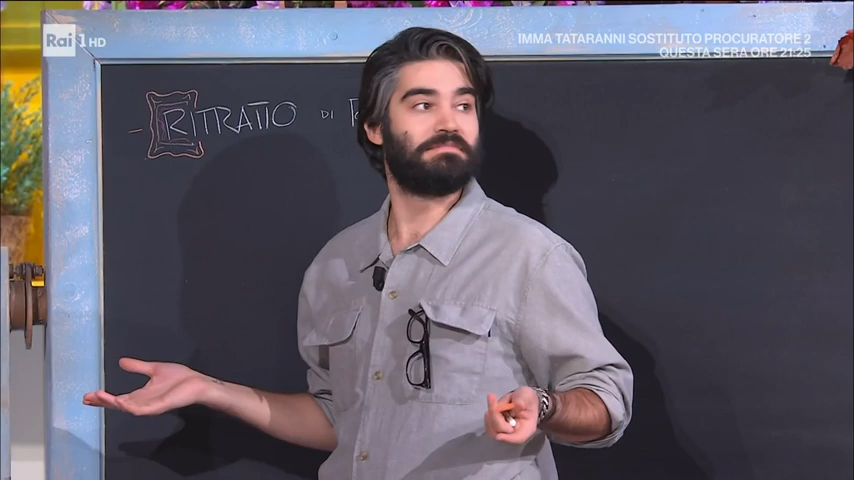 Rai 1 HD
IMMA TATARANNI SOSTITUTO PROCURATORE 2
QUESTA SERA ORE 21:25
RITRATTO DI